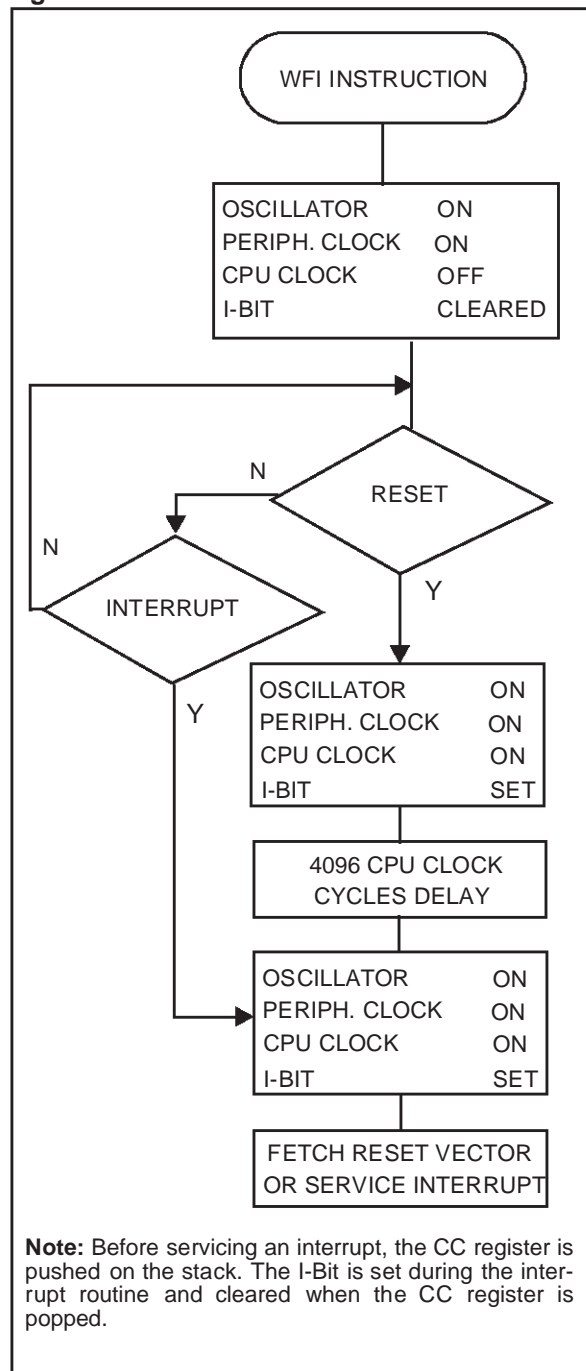 WFI INSTRUCTION
OSCILLATOR ON
PERIPH. CLOCK ON
CPU CLOCK OFF
I-BIT CLEARED
N
RESET
N
INTERRUPT
Y
Y
OSCILLATOR ON
PERIPH. CLOCK ON
CPU CLOCK ON
I-BIT SET
4096 CPU CLOCK
CYCLES DELAY
OSCILLATOR ON
PERIPH. CLOCK ON
CPU CLOCK ON
I-BIT SET
FETCH RESET VECTOR
OR SERVICE INTERRUPT
Note: Before servicing an interrupt, the CC register is
pushed on the stack. The I-Bit is set during the inter-
rupt routine and cleared when the CC register is
popped.